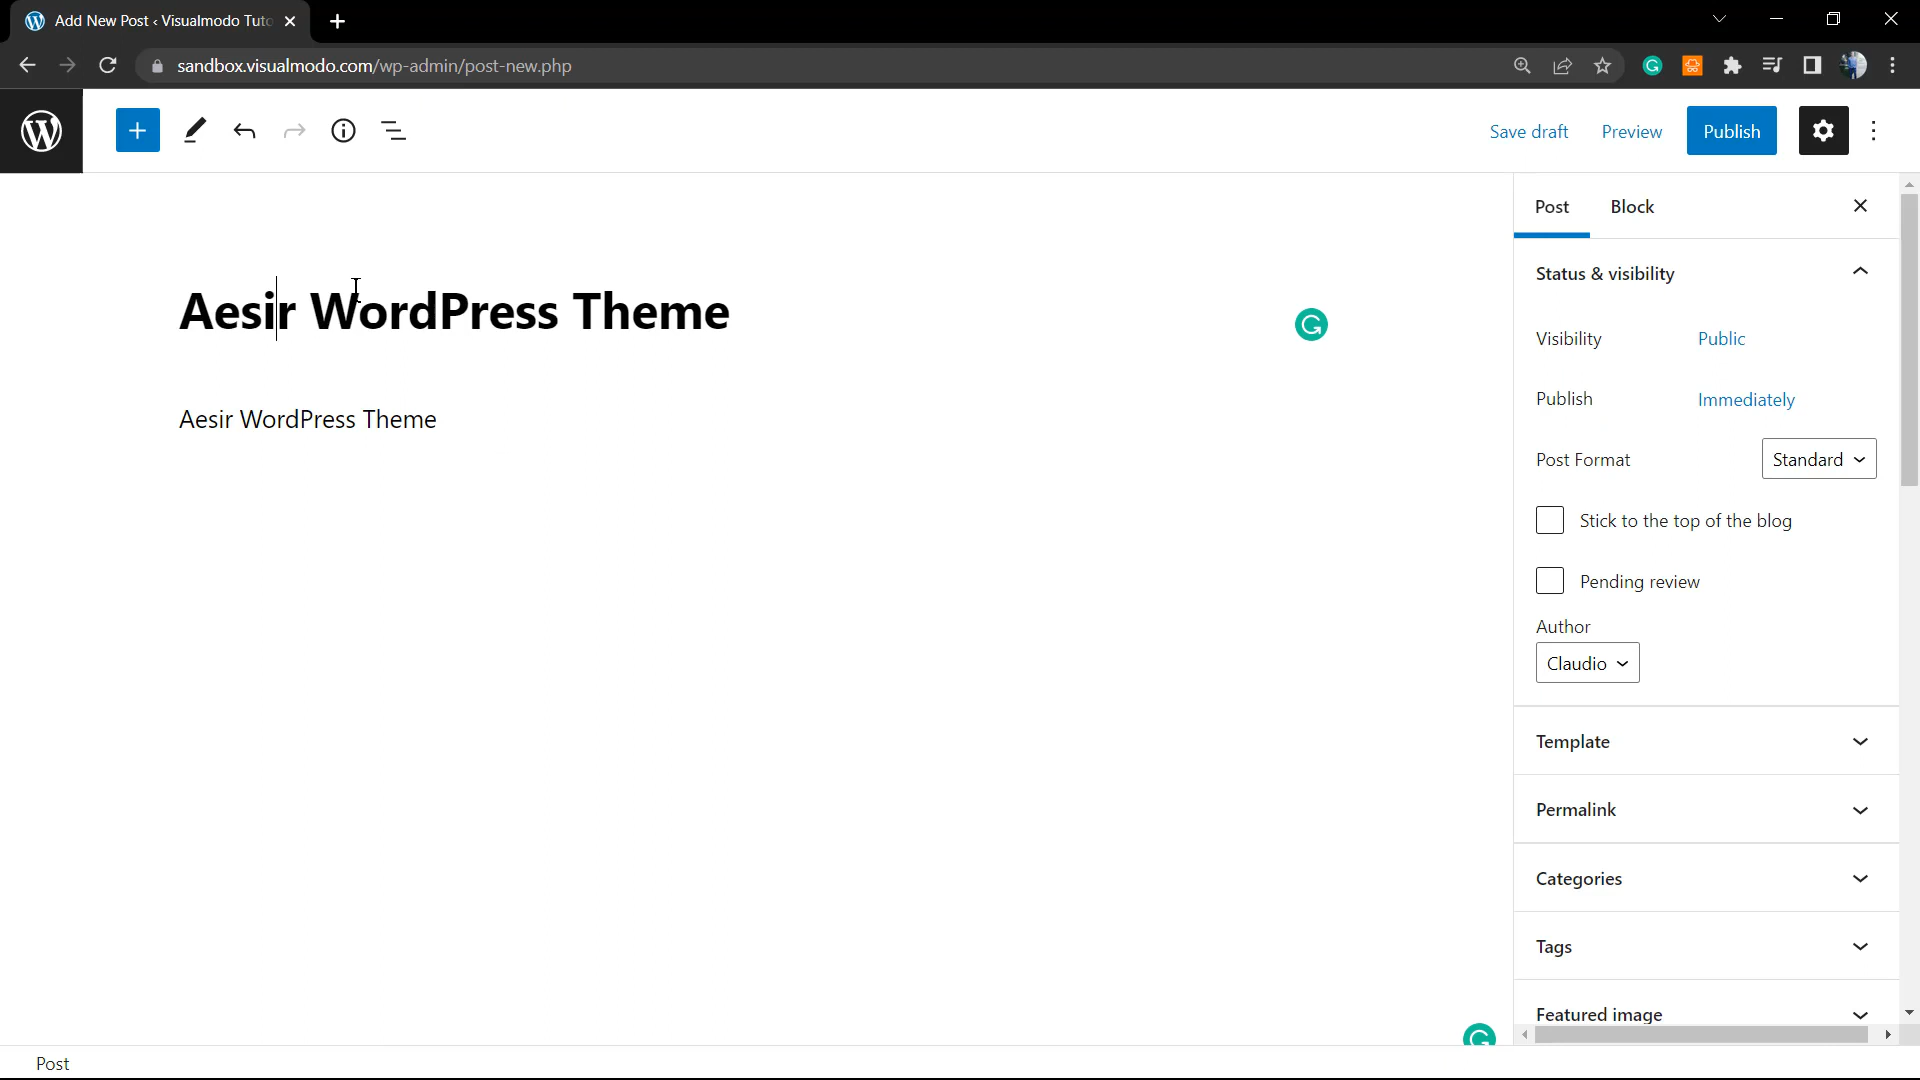 Add New Post ‹ Visualmodo Tuto
sandbox.visualmodo.com/wp-admin/post-new.php
Save draft
Preview
Publish
Post
Block
Status & visibility
Aesir WordPress Theme
Visibility
Public
Publish
Immediately
Aesir WordPress Theme
Post Format
Standard
Stick to the top of the blog
Pending review
Author
Claudio
Template
Permalink
Categories
Tags
Featured image
Post